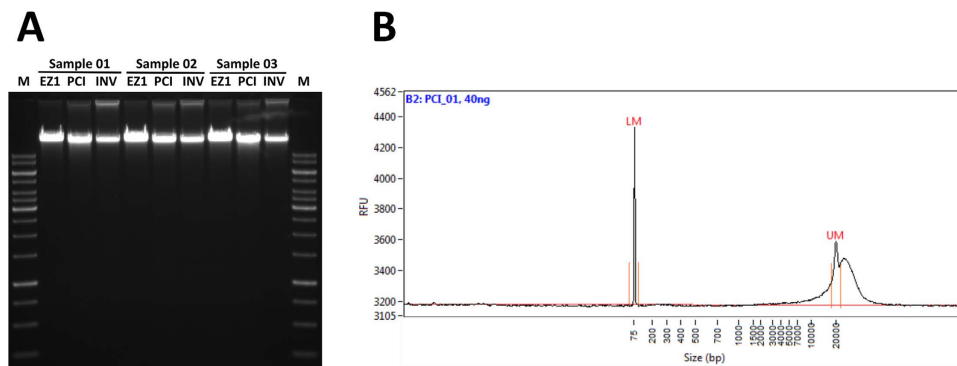 A
Sample 01 Sample 02 Sample 03
M EZ1 PCI INV EZ1 PCI INV EZ1 PCI INV M
B
B2: PCI_01, 40ng
LM
UM
RFU
4562
4400
4200
4000
3800
3600
3400
3200
3105
75 200 300 400 500 700 1000 1500 2000 3000 4000 5000 7000 10000 20000
Size (bp)